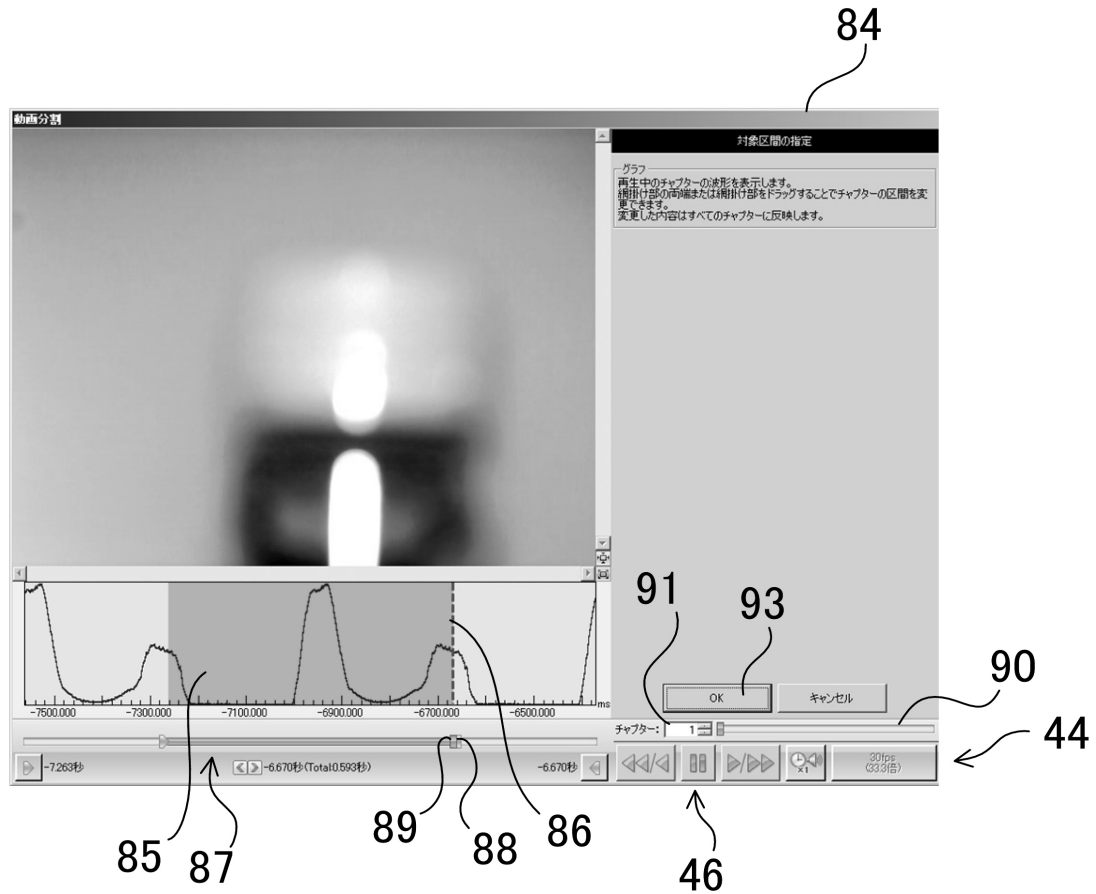 84
動画分割
対象区間の指定
グラフ
再生中のチャプターの波形を表示します。
網掛け部の両端または網掛け部をドラッグすることでチャプターの区間を変
更できます。
変更した内容はすべてのチャプターに反映します。
91
93
90
OK
キャンセル
-7500.000 -7300.000 -7100.000 -6900.000 -6700.000 -6500.000 ms
チャプター: 1
44
-7.263秒 -6.670秒(Total:0.593秒) -6.670秒
×1
30fps
(33.3倍)
85
87
89
88
86
46